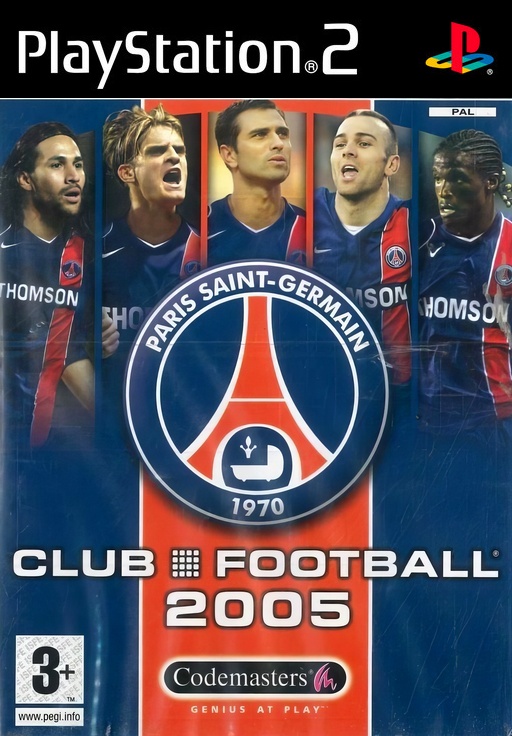 PlayStation®2
PAL
THOMSON
THO
MSON
THOMSON
PARIS SAINT-GERMAIN
1970
CLUB FOOTBALL®
2005
3+
TM
www.pegi.info
Codemasters
GENIUS AT PLAY™